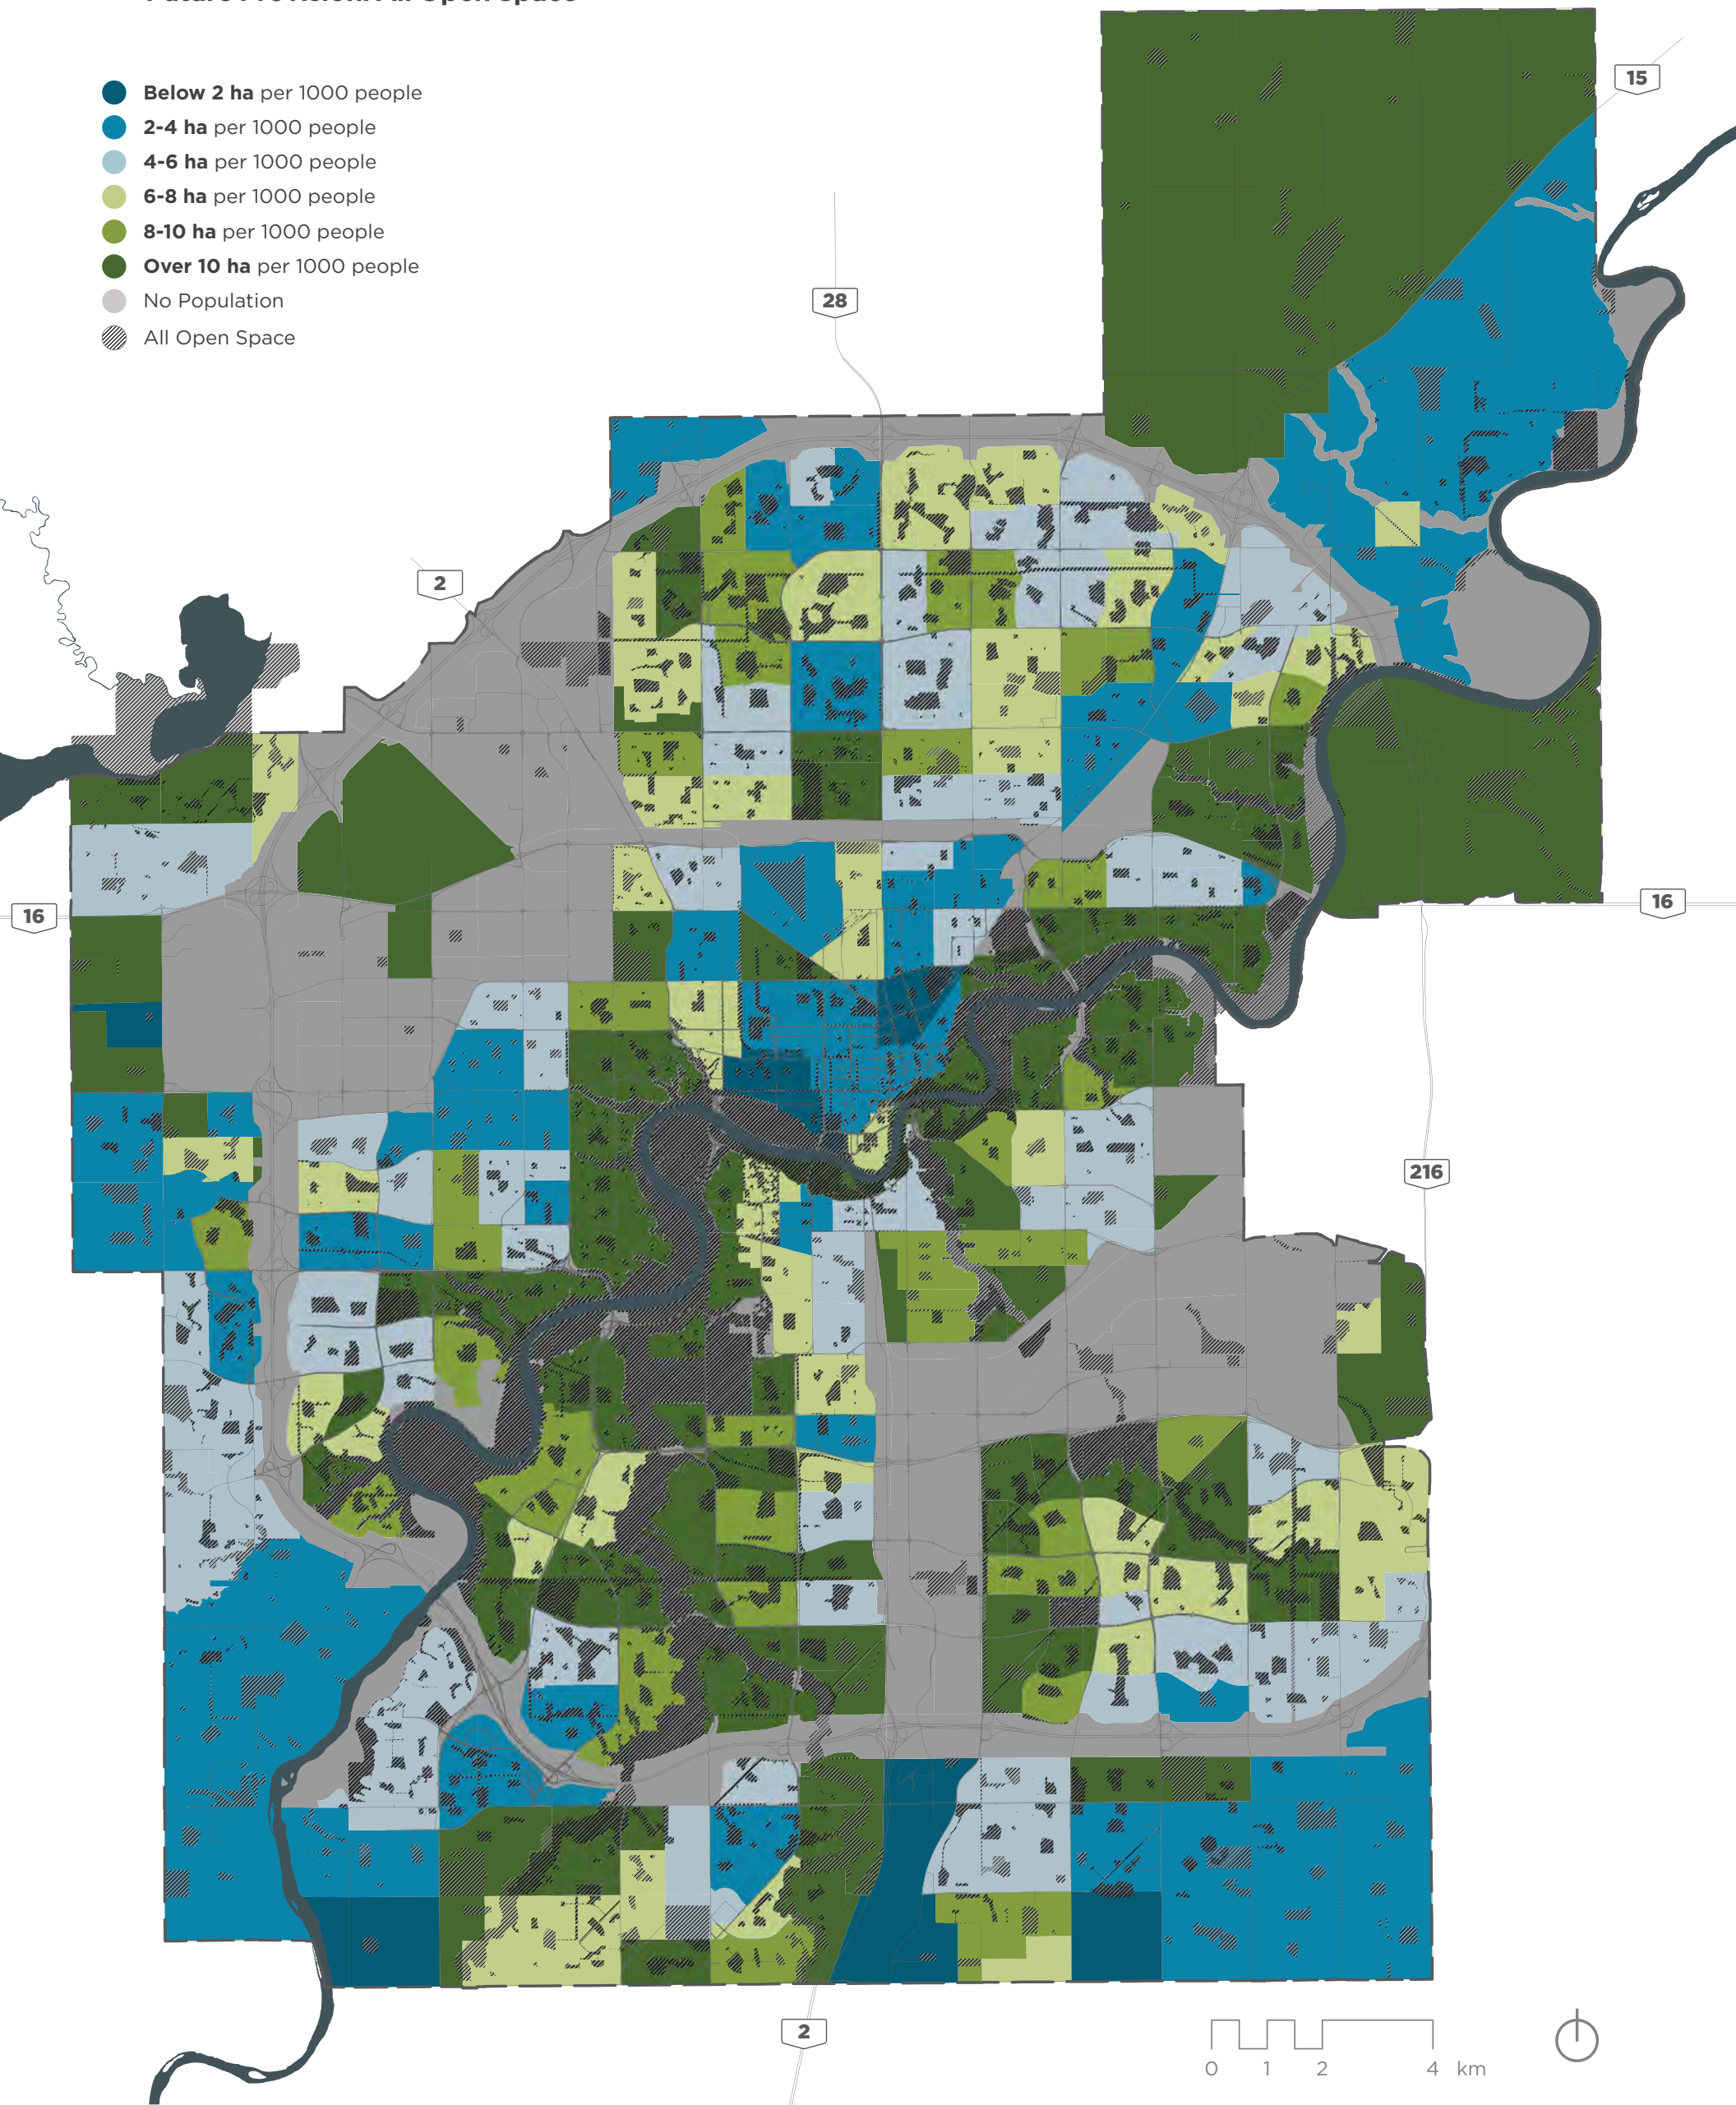 Below 2 ha per 1000 people
2-4 ha per 1000 people
4-6 ha per 1000 people
6-8 ha per 1000 people
8-10 ha per 1000 people
Over 10 ha per 1000 people
No Population
All Open Space
15
28
2
16
16
216
2
0 1 2 4 km